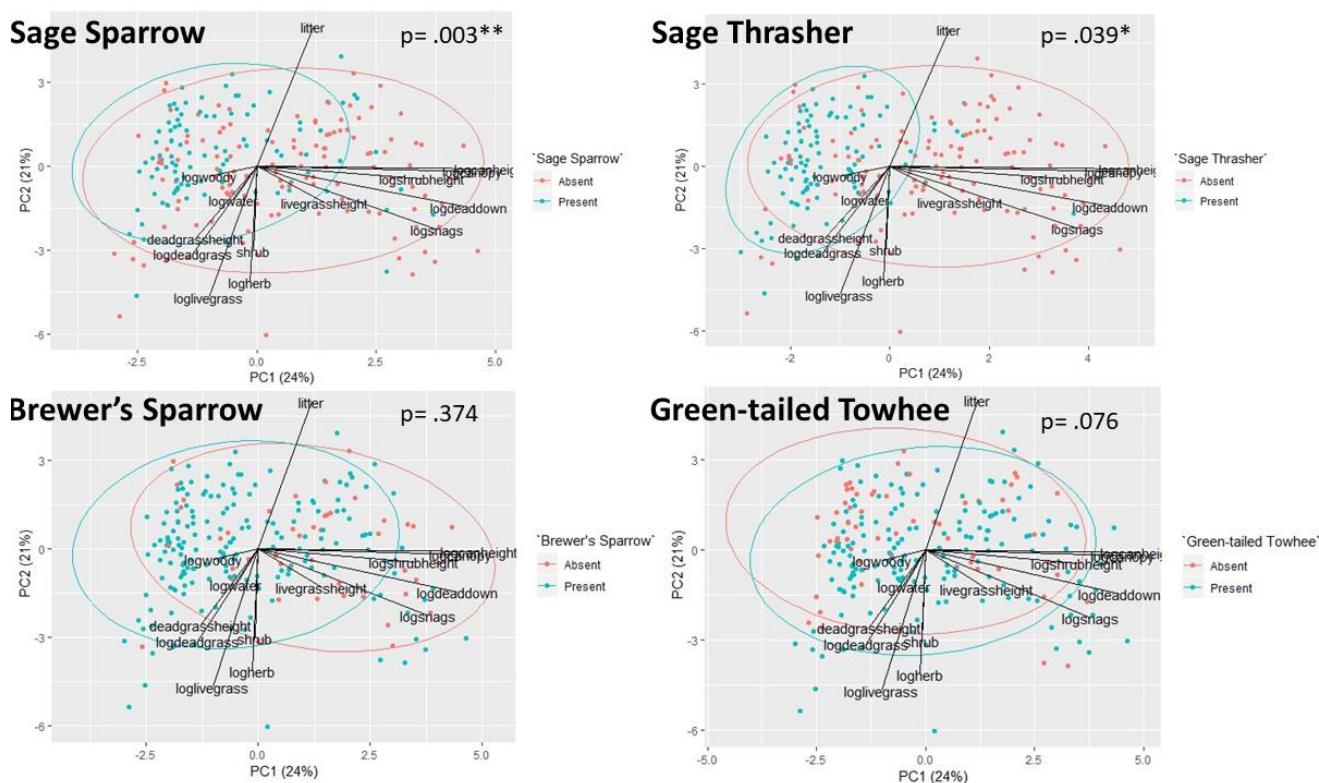 Sage Sparrow
p= .003**
litter
3
0
-3
-6
PC2 (21%)
logshrubheight
logwoody
logwater
livegrassheight
logdeaddown
logsnags
deadgrassheight
logdeadgrass
shrub
logherb
loglivegrass
-2.5
0.0
2.5
5.0
PC1 (24%)
`Sage Sparrow`
Absent
Present
Sage Thrasher
p= .039*
litter
3
0
-3
-6
PC2 (21%)
logshrubheight
logwoody
logwater
livegrassheight
logdeaddown
logsnags
deadgrassheight
logdeadgrass
shrub
logherb
loglivegrass
-2
0
2
4
PC1 (24%)
`Sage Thrasher`
Absent
Present
Brewer's Sparrow
p= .374
litter
3
0
-3
-6
PC2 (21%)
logshrubheight
logwoody
logwater
livegrassheight
logdeaddown
logsnags
deadgrassheight
logdeadgrass
shrub
logherb
loglivegrass
-2.5
0.0
2.5
5.0
PC1 (24%)
`Brewer's Sparrow`
Absent
Present
Green-tailed Towhee
p= .076
litter
3
0
-3
-6
PC2 (21%)
logshrubheight
logwoody
logwater
livegrassheight
logdeaddown
logsnags
deadgrassheight
logdeadgrass
shrub
logherb
loglivegrass
-5.0
-2.5
0.0
2.5
5.0
PC1 (24%)
`Green-tailed Towhee`
Absent
Present